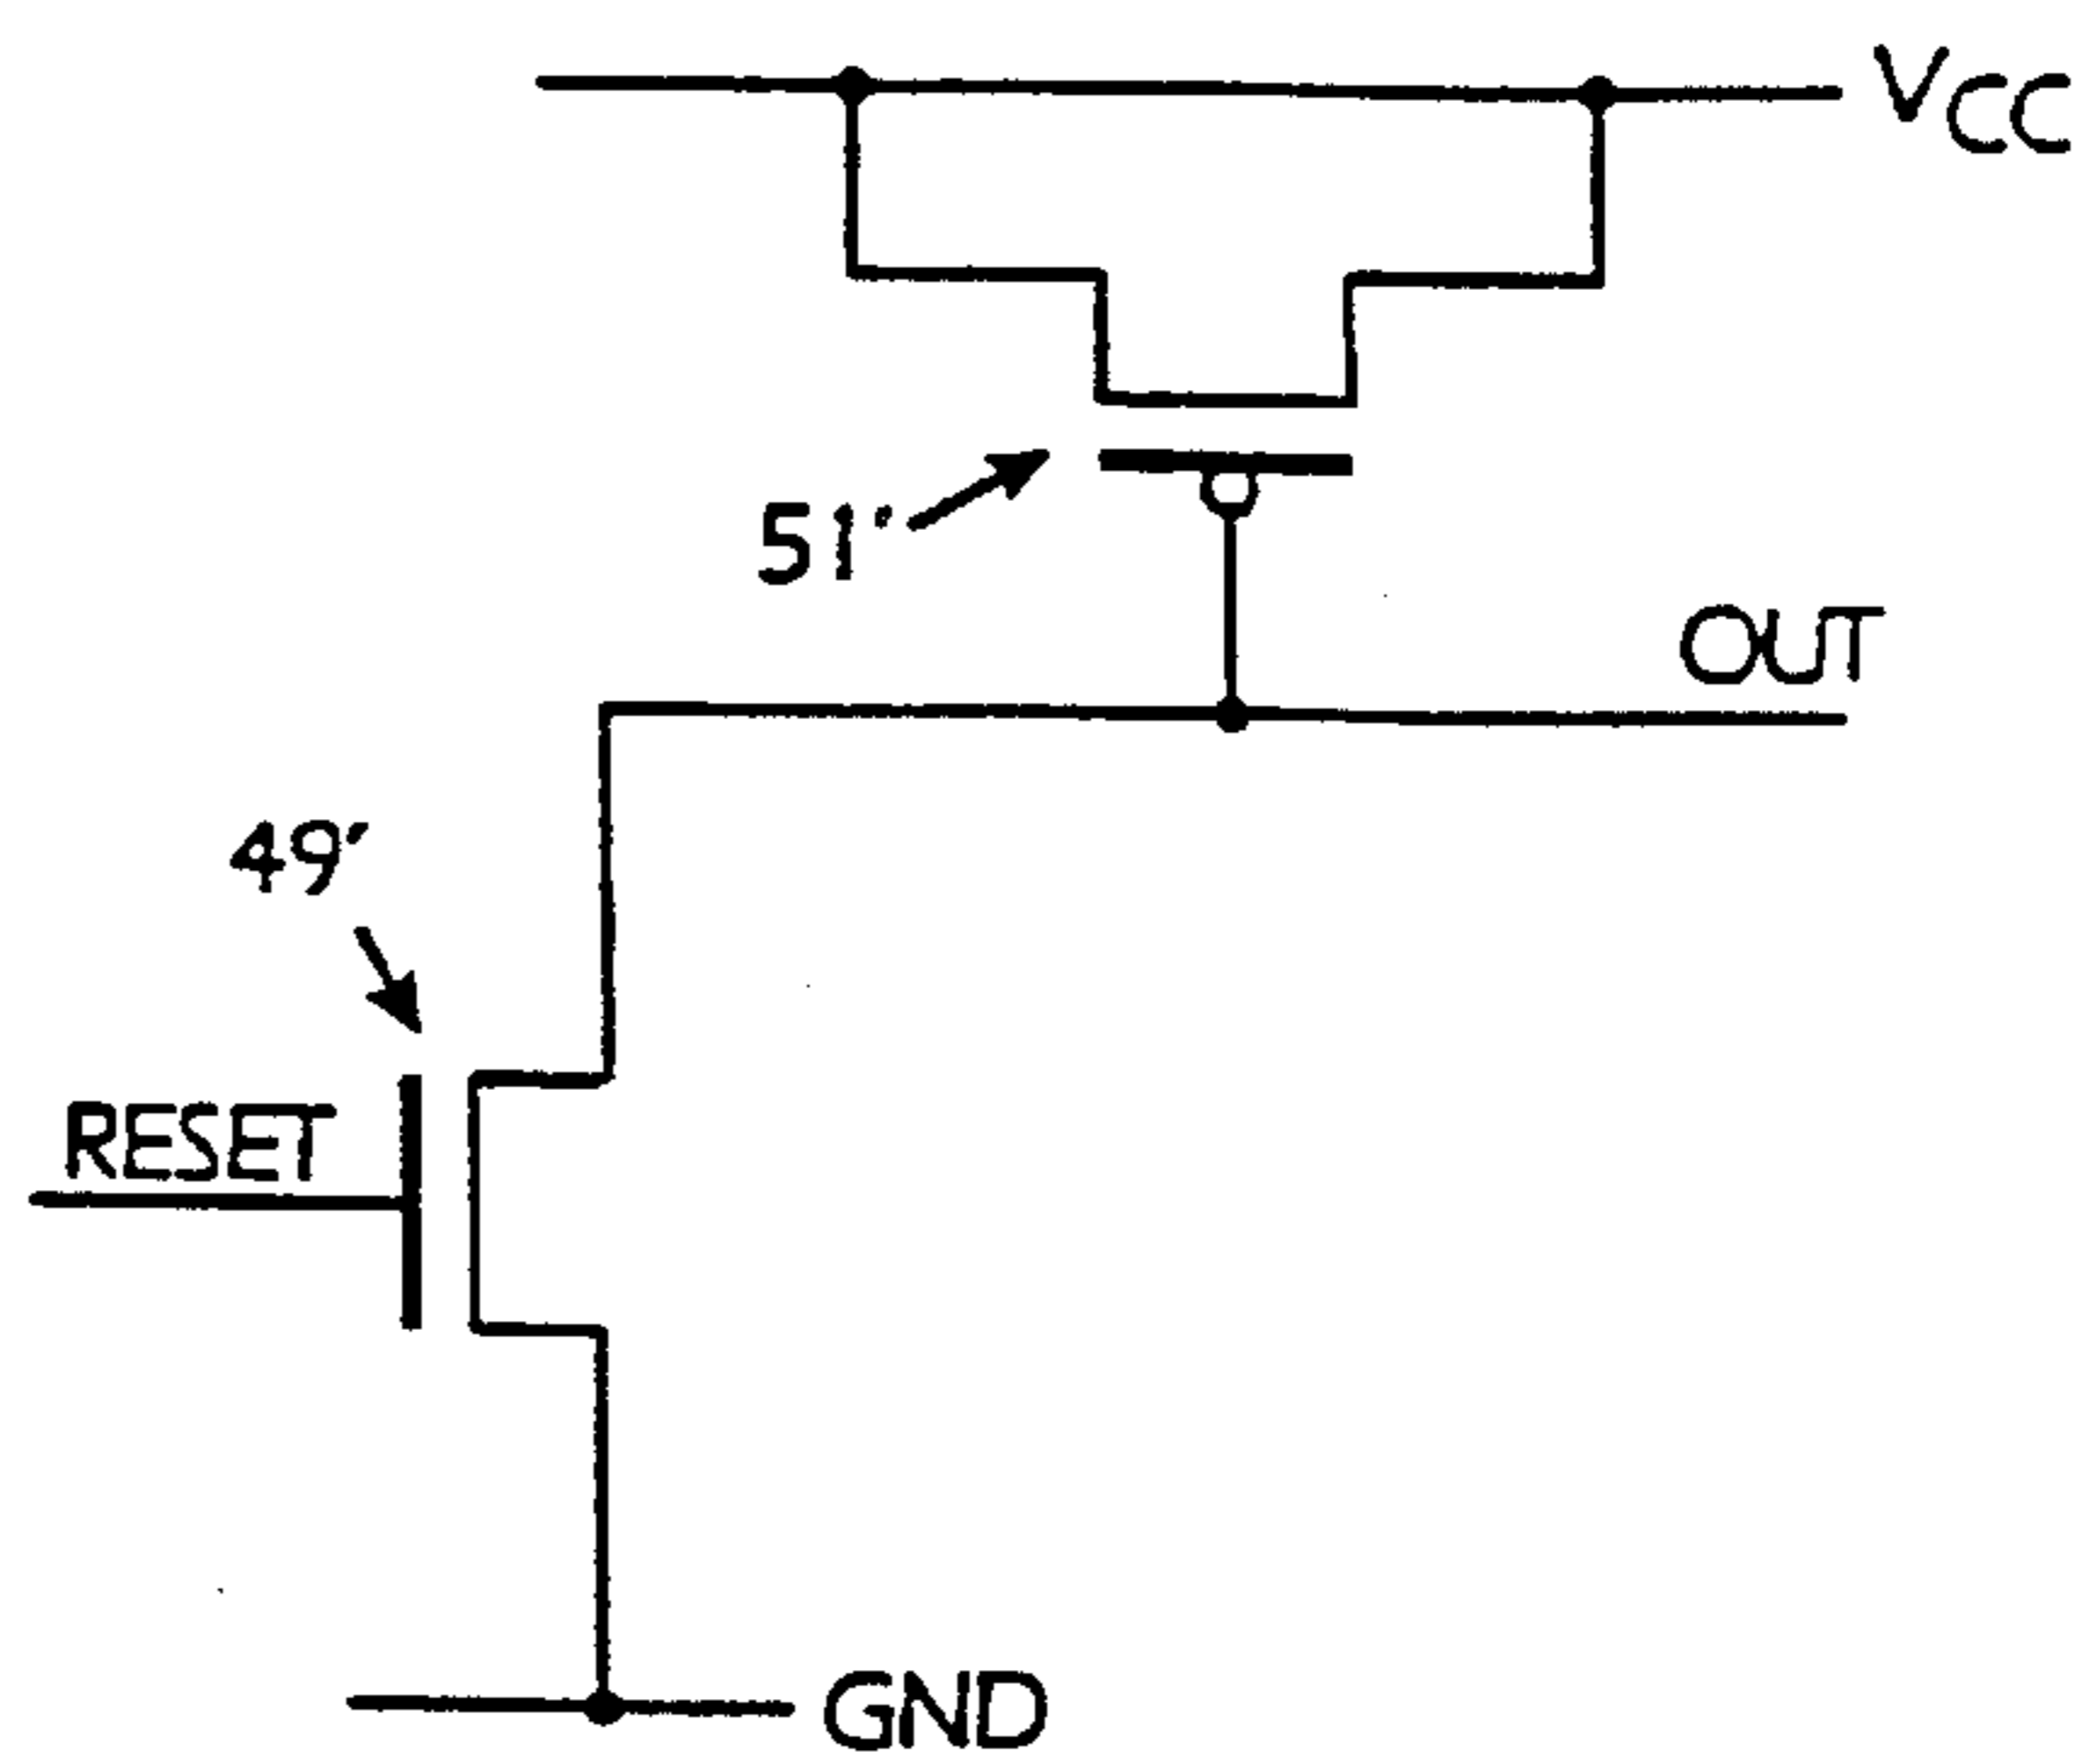 VCC
51'
OUT
49'
RESET
GND